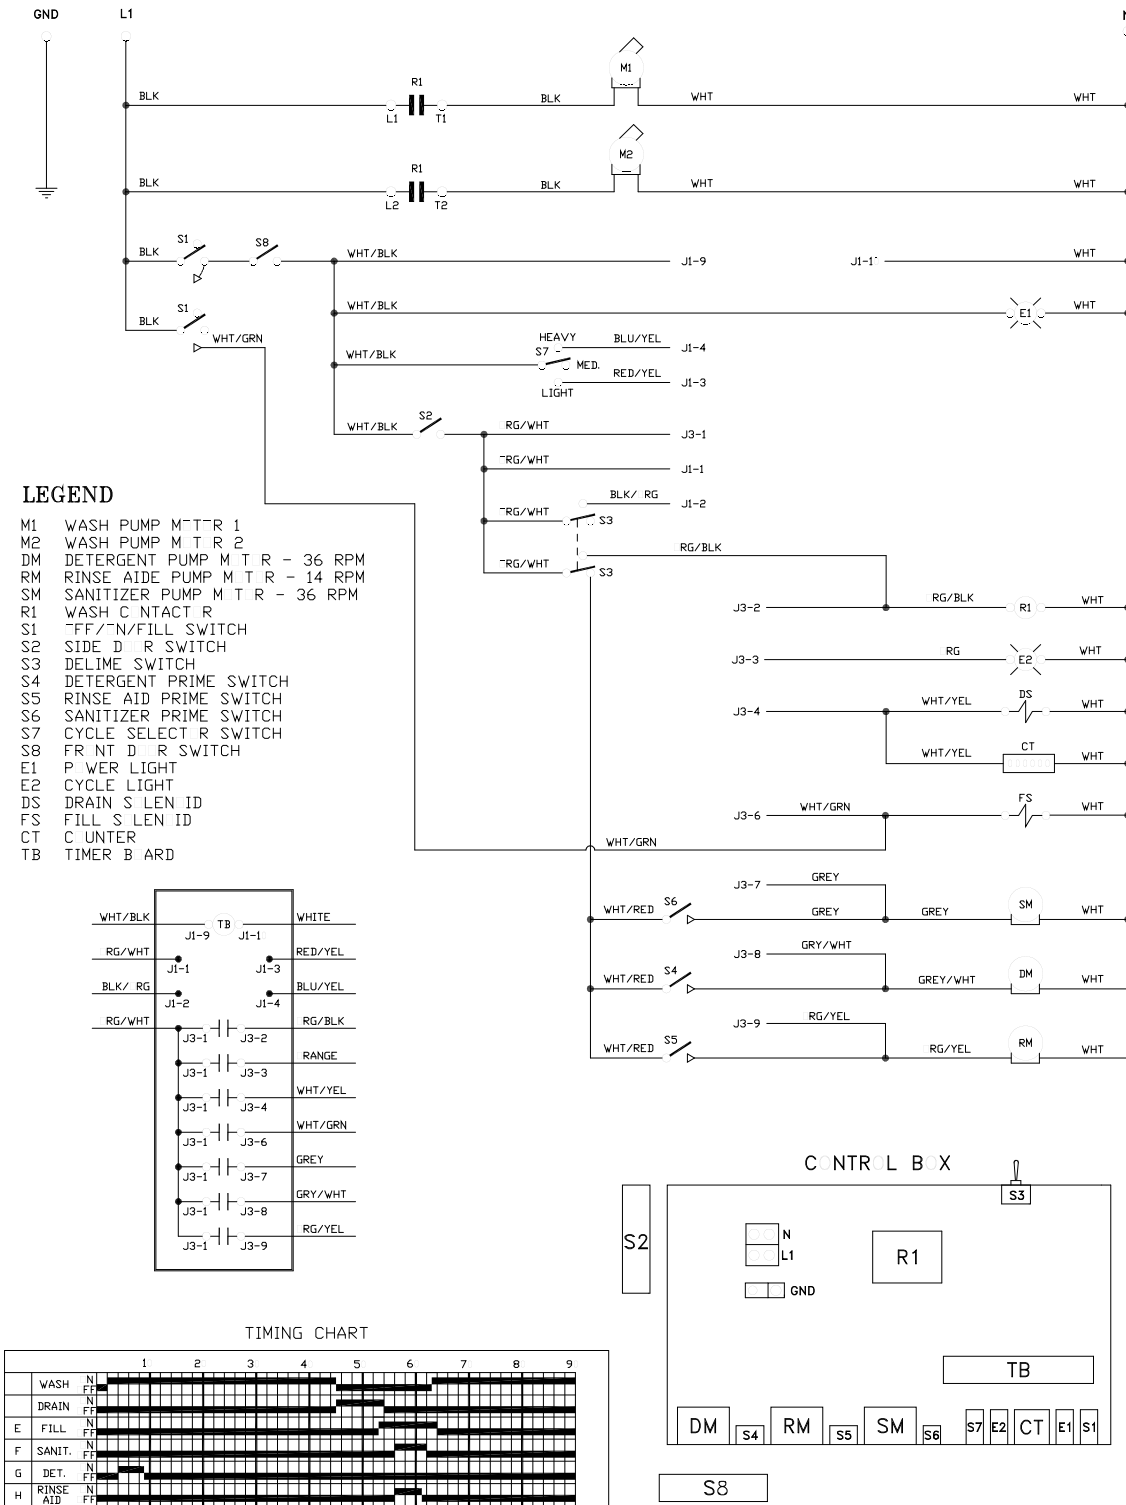 GND L1
BLK R1 BLK M1 WHT WHT
L1 T1
BLK R1 BLK M2 WHT WHT
L2 T2
BLK S1 S8 WHT/BLK J1-9 J1-1 WHT
WHT/BLK E1 WHT
BLK S1 WHT/GRN
HEAVY BLU/YEL J1-4
WHT/BLK S7 MED.
LIGHT RED/YEL J1-3
WHT/BLK S2 RG/WHT J3-1
RG/WHT J1-1
BLK/ RG J1-2
RG/WHT S3
RG/BLK
RG/WHT S3
J3-2 RG/BLK R1 WHT
J3-3 RG E2 WHT
J3-4 WHT/YEL DS WHT
WHT/YEL CT WHT
J3-6 WHT/GRN FS WHT
WHT/GRN
J3-7 GREY
WHT/RED S6 GREY GREY SM WHT
J3-8 GRY/WHT
WHT/RED S4 GREY/WHT DM WHT
J3-9 RG/YEL
WHT/RED S5 RG/YEL RM WHT
LEGEND
M1 WASH PUMP M T R 1
M2 WASH PUMP M T R 2
DM DETERGENT PUMP M T R - 36 RPM
RM RINSE AIDE PUMP M T R - 14 RPM
SM SANITIZER PUMP M T R - 36 RPM
R1 WASH C NTACT R
S1 FF/ N/FILL SWITCH
S2 SIDE D R SWITCH
S3 DELIME SWITCH
S4 DETERGENT PRIME SWITCH
S5 RINSE AID PRIME SWITCH
S6 SANITIZER PRIME SWITCH
S7 CYCLE SELECT R SWITCH
S8 FR NT D R SWITCH
E1 P WER LIGHT
E2 CYCLE LIGHT
DS DRAIN S LEN ID
FS FILL S LEN ID
CT C UNTER
TB TIMER B ARD
WHT/BLK J1-9 TB J1-1 WHITE
RG/WHT J1-1 J1-3 RED/YEL
BLK/ RG J1-2 J1-4 BLU/YEL
RG/WHT J3-1 J3-2 RG/BLK
J3-1 J3-3 RANGE
J3-1 J3-4 WHT/YEL
J3-1 J3-6 WHT/GRN
J3-1 J3-7 GREY
J3-1 J3-8 GRY/WHT
J3-1 J3-9 RG/YEL
C NTR L B X
S3
S2
N
L1
GND
R1
TB
DM S4 RM S5 SM S6 S7 E2 CT E1 S1
S8
TIMING CHART
1 2 3 4 5 6 7 8 9
WASH N FF
DRAIN N FF
E FILL N FF
F SANIT. N FF
G DET. N FF
H RINSE AID N FF